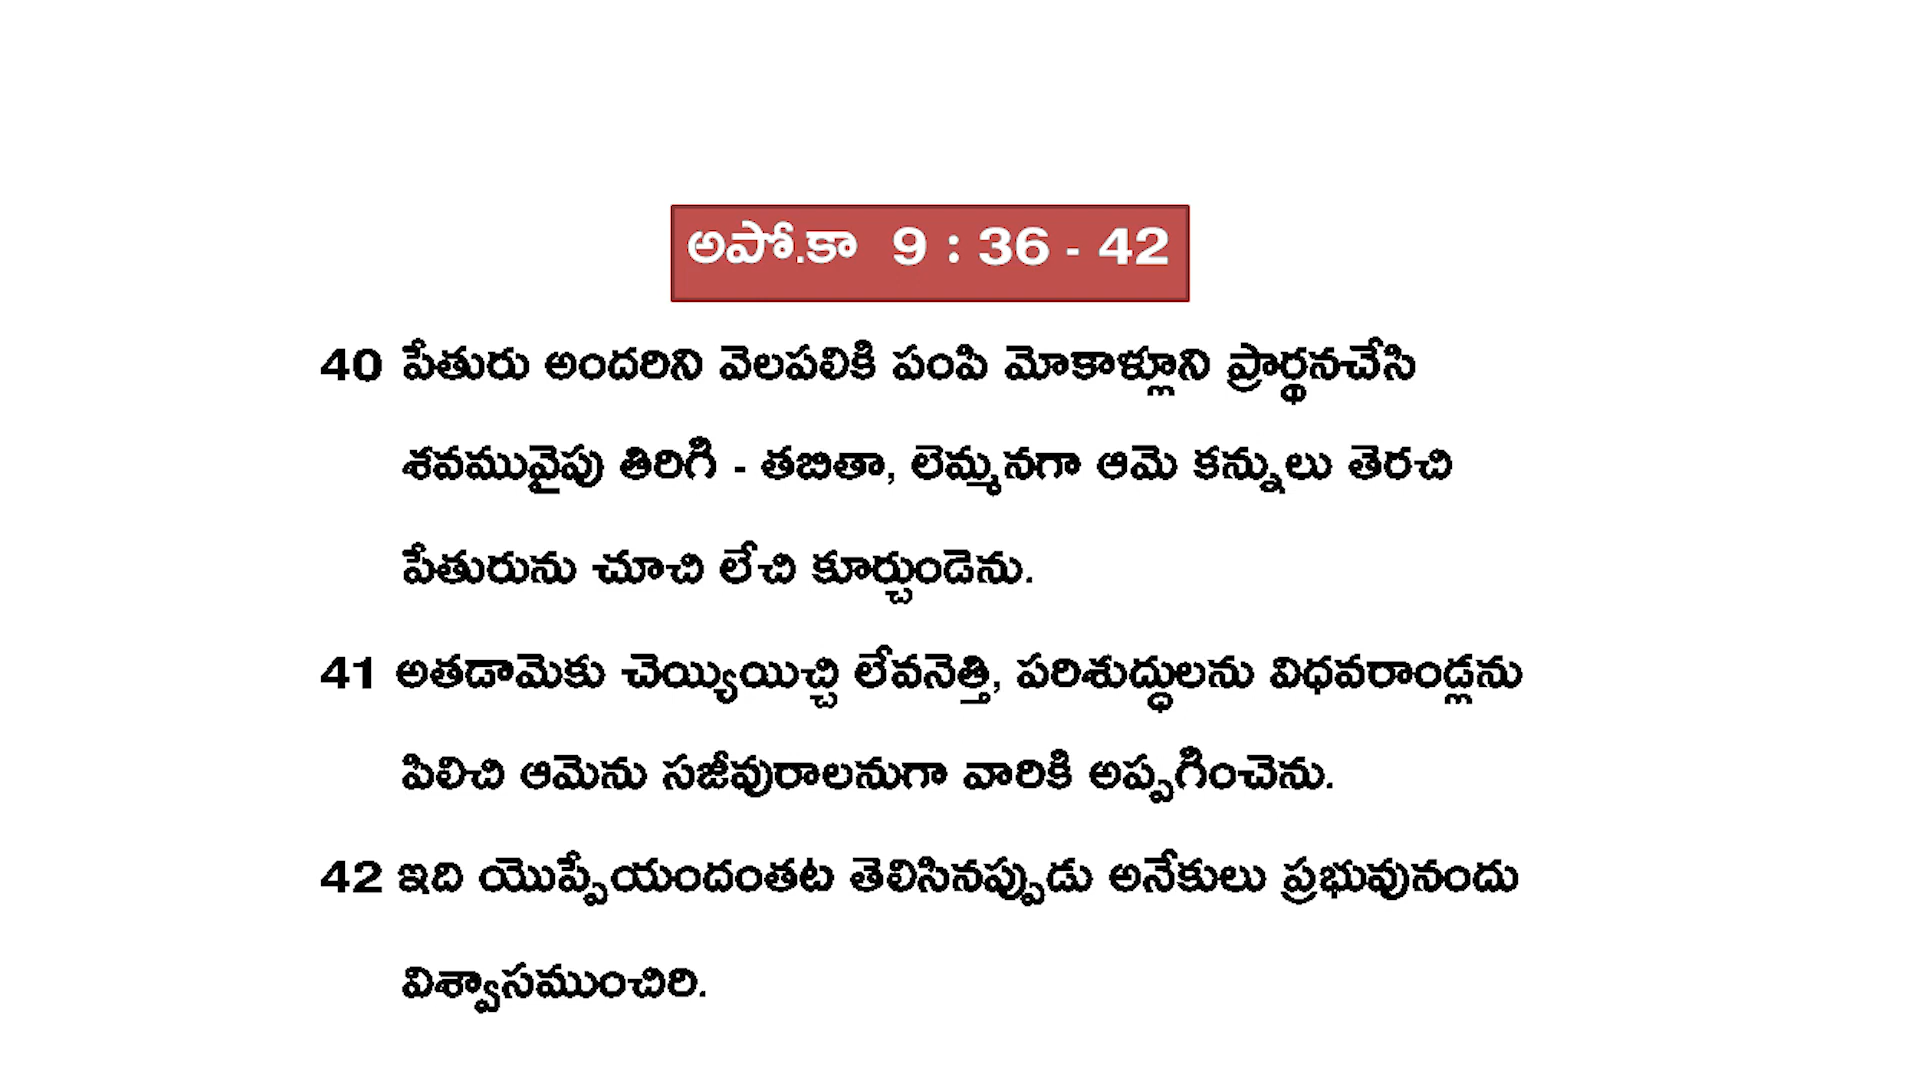 అపో.కా 9 : 36 - 42
40 పేతురు అందరిని వెలపలికి పంపి మోకాళ్లూని ప్రార్థనచేసి
శవమువైపు తిరిగి - తబితా, లెమ్మనగా ఆమె కన్నులు తెరచి
పేతురును చూచి లేచి కూర్చుండెను.
41 అతడామెకు చెయ్యియిచ్చి లేవనెత్తి, పరిశుద్ధులను విధవరాండ్లను
పిలిచి ఆమెను సజీవురాలనుగా వారికి అప్పగించెను.
42 ఇది యొప్పేయందంతట తెలిసినప్పుడు అనేకులు ప్రభువునందు
విశ్వాసముంచిరి.